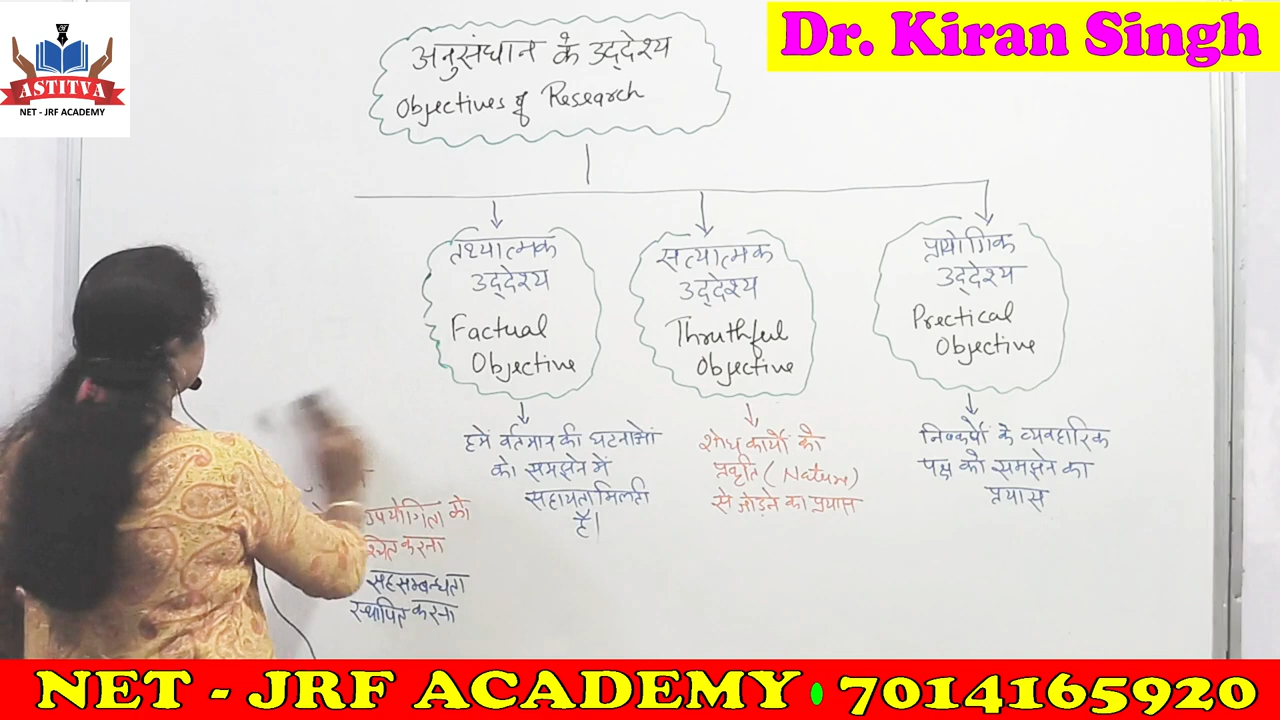 Dr. Kiran Singh
ASTITVA
NET - JRF ACADEMY
अनुसंधान के उद्देश्य
Objectives of Research
तथ्यात्मक
उद्देश्य
Factual
Objective
हमें वर्तमान की घटनाओं
को समझने में
सहायता मिलती
है।
सत्यात्मक
उद्देश्य
Thruthful
Objective
शोध कार्यों की
प्रकृति (Nature)
से जोड़ने का प्रयास
प्रायोगिक
उद्देश्य
Prectical
Objective
निष्कर्षों के व्यवहारिक
पक्ष को समझने का
प्रयास
उपयोगिता को
करना
सहसम्बन्धता
स्थापित करना
NET - JRF ACADEMY 7014165920